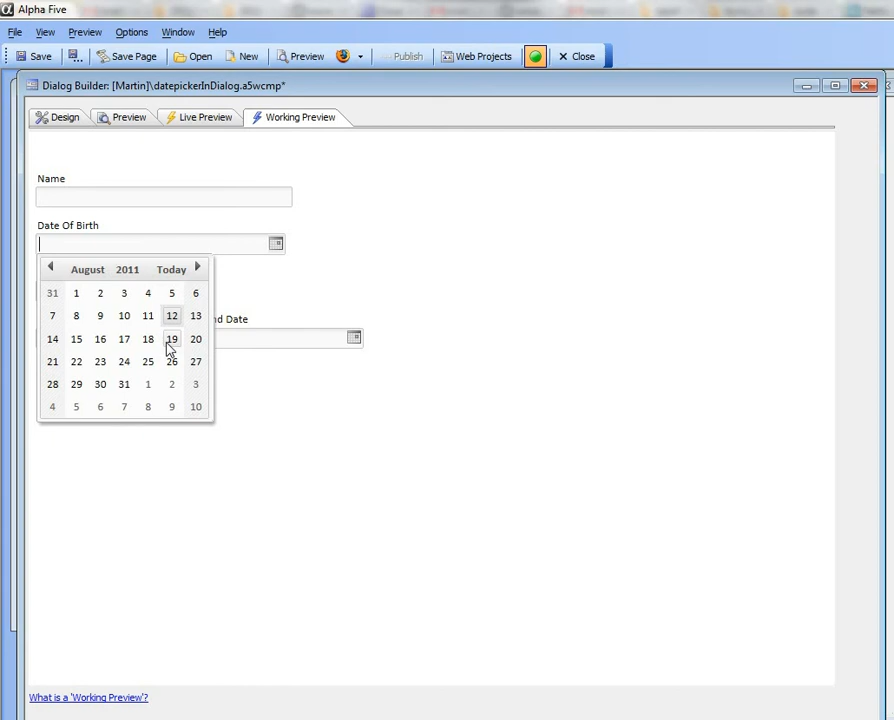 Alpha Five
File View Preview Options Window Help
Save Save Page Open New Preview Publish Web Projects Close
Dialog Builder: [Martin]\datepickerInDialog.a5wcmp*
Design Preview Live Preview Working Preview
Name
Date Of Birth
August 2011 Today
31 1 2 3 4 5 6
7 8 9 10 11 12 13
nd Date
14 15 16 17 18 19 20
21 22 23 24 25 26 27
28 29 30 31 1 2 3
4 5 6 7 8 9 10
What is a 'Working Preview'?